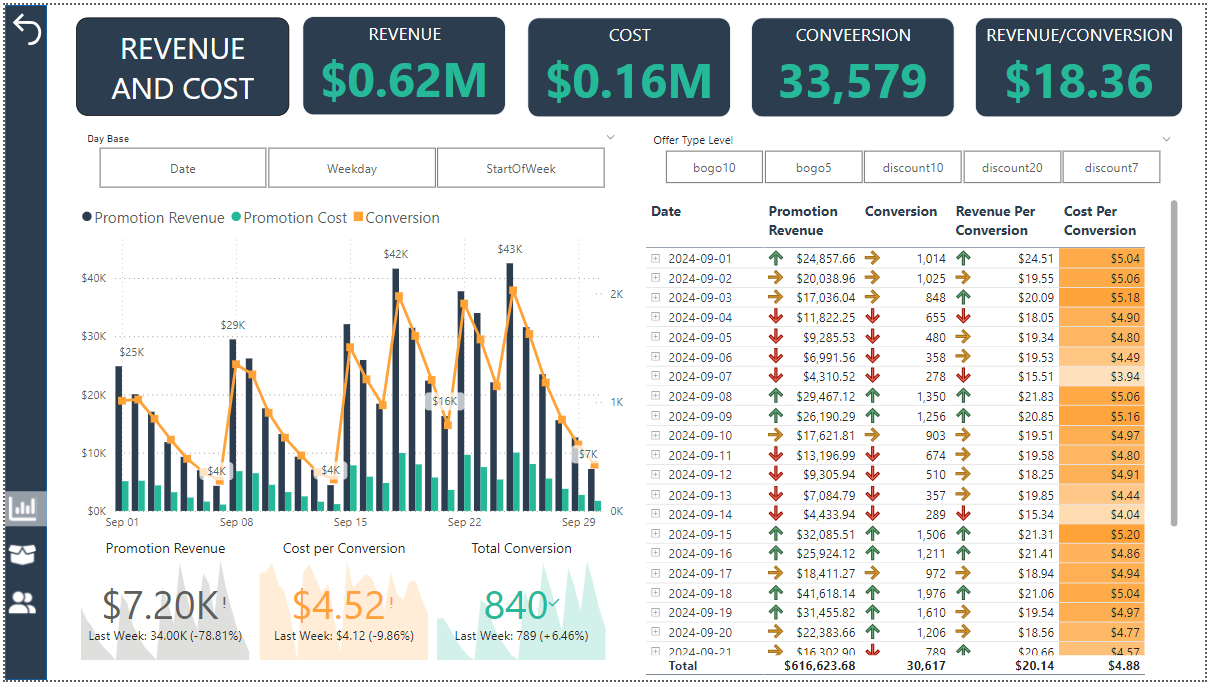 REVENUE
AND COST
REVENUE
$0.62M
COST
$0.16M
CONVEERSION
33,579
REVENUE/CONVERSION
$18.36
Day Base
Date Weekday StartOfWeek
Offer Type Level
bogo10 bogo5 discount10 discount20 discount7
Promotion Revenue Promotion Cost Conversion
$43K
$42K
$40K
2K
$30K
$29K
$25K
$20K
1K
$16K
$10K
$7K
$4K
$4K
$0K
0K
Sep 01 Sep 08 Sep 15 Sep 22 Sep 29
Promotion Revenue
$7.20K!
Last Week: 34.00K (-78.81%)
Cost per Conversion
$4.52!
Last Week: $4.12 (-9.86%)
Total Conversion
840
Last Week: 789 (+6.46%)
Date Promotion Revenue Conversion Revenue Per Conversion Cost Per Conversion
2024-09-01 $24,857.66 1,014 $24.51 $5.04
2024-09-02 $20,038.96 1,025 $19.55 $5.06
2024-09-03 $17,036.04 848 $20.09 $5.18
2024-09-04 $11,822.25 655 $18.05 $4.90
2024-09-05 $9,285.53 480 $19.34 $4.80
2024-09-06 $6,991.56 358 $19.53 $4.49
2024-09-07 $4,310.52 278 $15.51 $3.94
2024-09-08 $29,467.12 1,350 $21.83 $5.06
2024-09-09 $26,190.29 1,256 $20.85 $5.16
2024-09-10 $17,621.81 903 $19.51 $4.97
2024-09-11 $13,196.99 674 $19.58 $4.80
2024-09-12 $9,305.94 510 $18.25 $4.91
2024-09-13 $7,084.79 357 $19.85 $4.44
2024-09-14 $4,433.94 289 $15.34 $4.04
2024-09-15 $32,085.51 1,506 $21.31 $5.20
2024-09-16 $25,924.12 1,211 $21.41 $4.86
2024-09-17 $18,411.27 972 $18.94 $4.94
2024-09-18 $41,618.14 1,976 $21.06 $5.04
2024-09-19 $31,455.82 1,610 $19.54 $4.97
2024-09-20 $22,383.66 1,206 $18.56 $4.77
2024-09-21 $16,302.90 789 $20.66 $4.57
Total $616,623.68 30,617 $20.14 $4.88